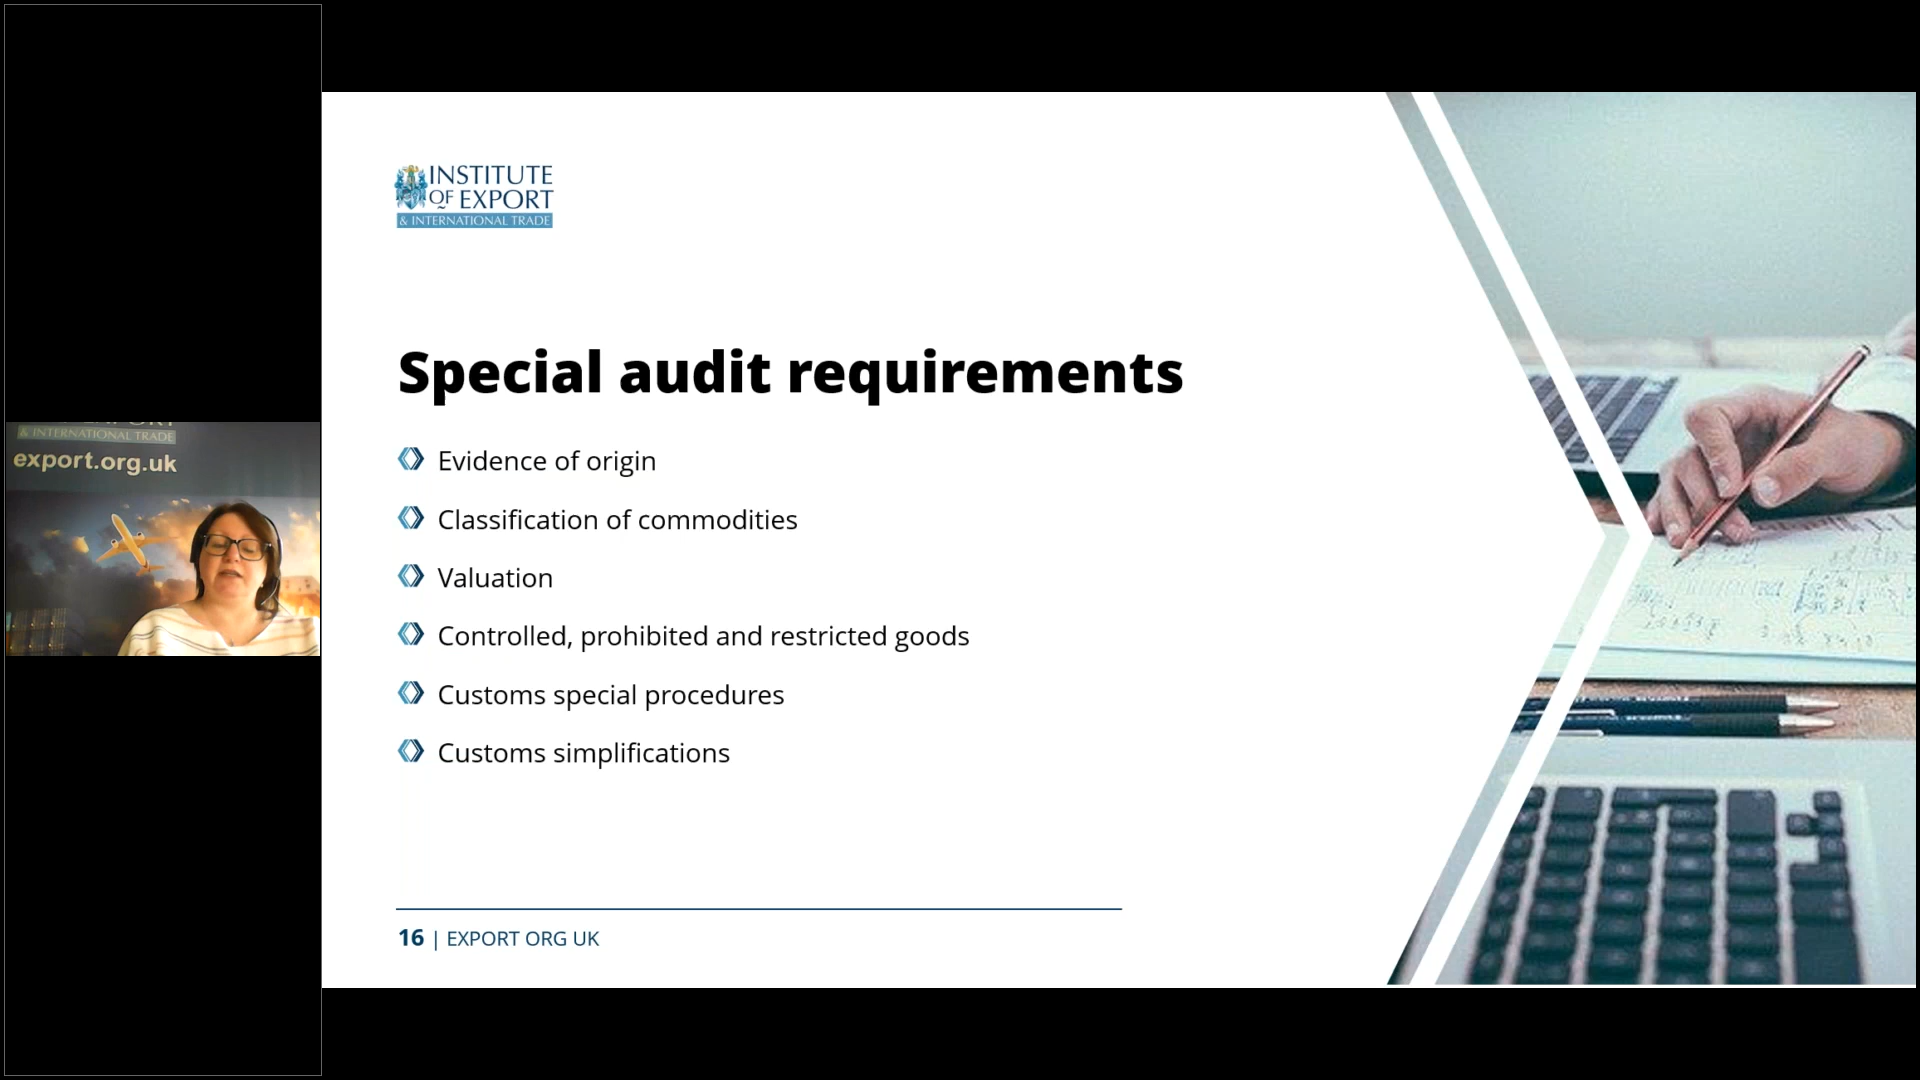 & INTERNATIONAL TRADE
export.org.uk
INSTITUTE
OF EXPORT
& INTERNATIONAL TRADE
Special audit requirements
Evidence of origin
Classification of commodities
Valuation
Controlled, prohibited and restricted goods
Customs special procedures
Customs simplifications
16 | EXPORT ORG UK